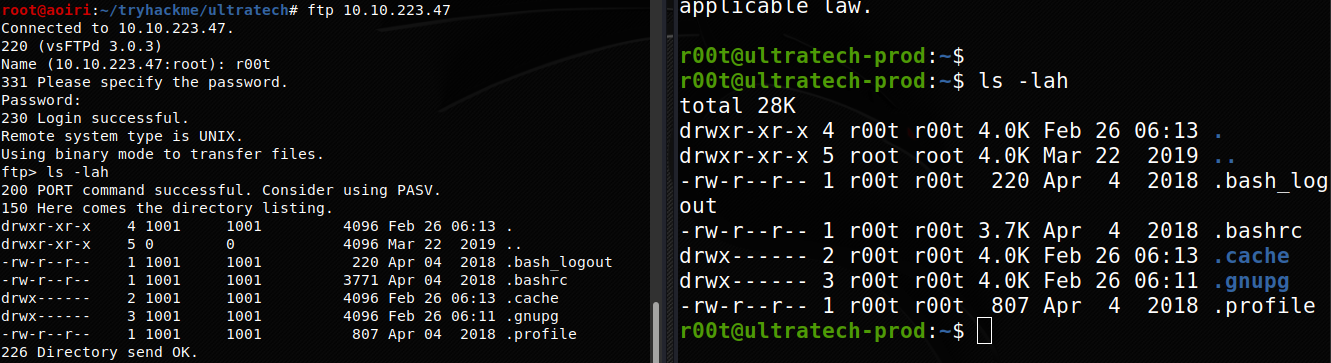 root@aoiri:~/tryhackme/ultratech# ftp 10.10.223.47
Connected to 10.10.223.47.
220 (vsFTPd 3.0.3)
Name (10.10.223.47:root): r00t
331 Please specify the password.
Password:
230 Login successful.
Remote system type is UNIX.
Using binary mode to transfer files.
ftp> ls -lah
200 PORT command successful. Consider using PASV.
150 Here comes the directory listing.
drwxr-xr-x    4 1001     1001         4096 Feb 26 06:13 .
drwxr-xr-x    5 0        0            4096 Mar 22  2019 ..
-rw-r--r--    1 1001     1001          220 Apr 04  2018 .bash_logout
-rw-r--r--    1 1001     1001         3771 Apr 04  2018 .bashrc
drwx------    2 1001     1001         4096 Feb 26 06:13 .cache
drwx------    3 1001     1001         4096 Feb 26 06:11 .gnupg
-rw-r--r--    1 1001     1001          807 Apr 04  2018 .profile
226 Directory send OK.
applicable law.
r00t@ultratech-prod:~$
r00t@ultratech-prod:~$ ls -lah
total 28K
drwxr-xr-x 4 r00t r00t 4.0K Feb 26 06:13 .
drwxr-xr-x 5 root root 4.0K Mar 22  2019 ..
-rw-r--r-- 1 r00t r00t  220 Apr  4  2018 .bash_log
out
-rw-r--r-- 1 r00t r00t 3.7K Apr  4  2018 .bashrc
drwx------ 2 r00t r00t 4.0K Feb 26 06:13 .cache
drwx------ 3 r00t r00t 4.0K Feb 26 06:11 .gnupg
-rw-r--r-- 1 r00t r00t  807 Apr  4  2018 .profile
r00t@ultratech-prod:~$